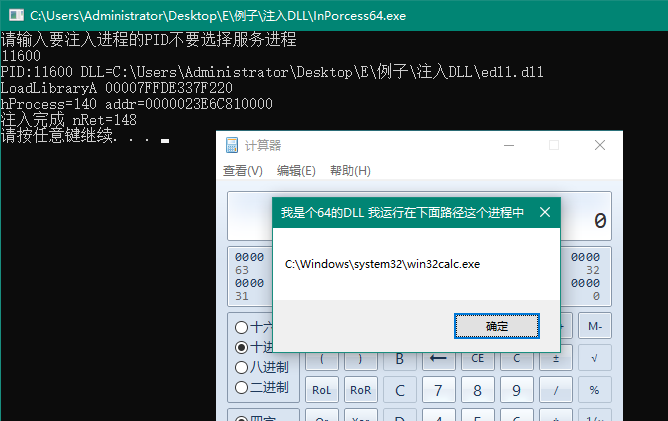 C:\Users\Administrator\Desktop\E\例子\注入DLL\InPorcess64.exe
请输入要注入进程的PID不要选择服务进程
11600
PID:11600 DLL=C:\Users\Administrator\Desktop\E\例子\注入DLL\edll.dll
LoadLibraryA 00007FFDE337F220
hProcess=140 addr=0000023E6C810000
注入完成 nRet=148
请按任意键继续. . .
计算器
查看(V) 编辑(E) 帮助(H)
0
我是个64的DLL 我运行在下面路径这个进程中
C:\Windows\system32\win32calc.exe
确定
0000 0000
63 32
0000 0000
31 0
十六
十进
八进制
二进制
M-
( ) B ← CE C ± √
RoL RoR C 7 8 9 / %